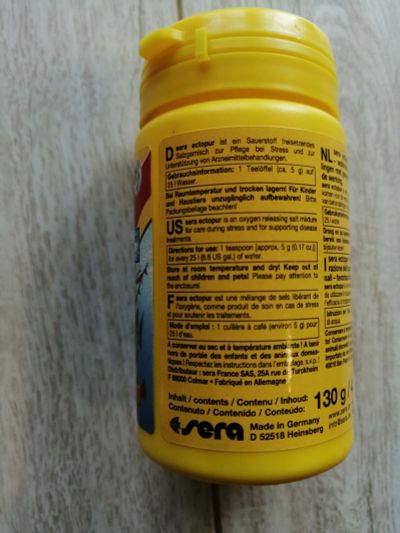 D sera ectopur ist ein Sauerstoff freisetzendes
Salzgemisch zur Pflege bei Stress und zur
Unterstützung von Arzneimittelbehandlungen.
Gebrauchsinformation: 1 Teelöffel (ca. 5 g) auf
25 l Wasser.
Bei Raumtemperatur und trocken lagern! Für Kinder
und Haustiere unzugänglich aufbewahren! Bitte
Packungsbeilage beachten!
US sera ectopur is an oxygen releasing salt mixture
for care during stress and for supporting disease
treatments.
Directions for use: 1 teaspoon [approx. 5 g (0.17 oz)]
for every 25 l (6.6 US gal.) of water.
Store at room temperature and dry! Keep out of
reach of children and pets! Please pay attention to
the enclosure!
F sera ectopur est une mélange de sels libérant de
l'oxygène, comme produit de soin en cas de stress
et pour soutenir les traitements.
Mode d'emploi : 1 cuillère à café (environ 5 g) pour
25 l d'eau.
A conserver au sec et à température ambiante ! A tenir
hors de portée des enfants et des animaux domes-
tiques ! Respectez les instructions dans l'emballage, s.v.p. !
Distributeur : sera France SAS, 25A rue de Turckheim
F 68000 Colmar • Fabriqué en Allemagne
Inhalt / contents / Contenu / Inhoud:
Contenuto / Contenido / Conteúdo:
130 g
sera
Made in Germany
D 52518 Heinsberg
NL